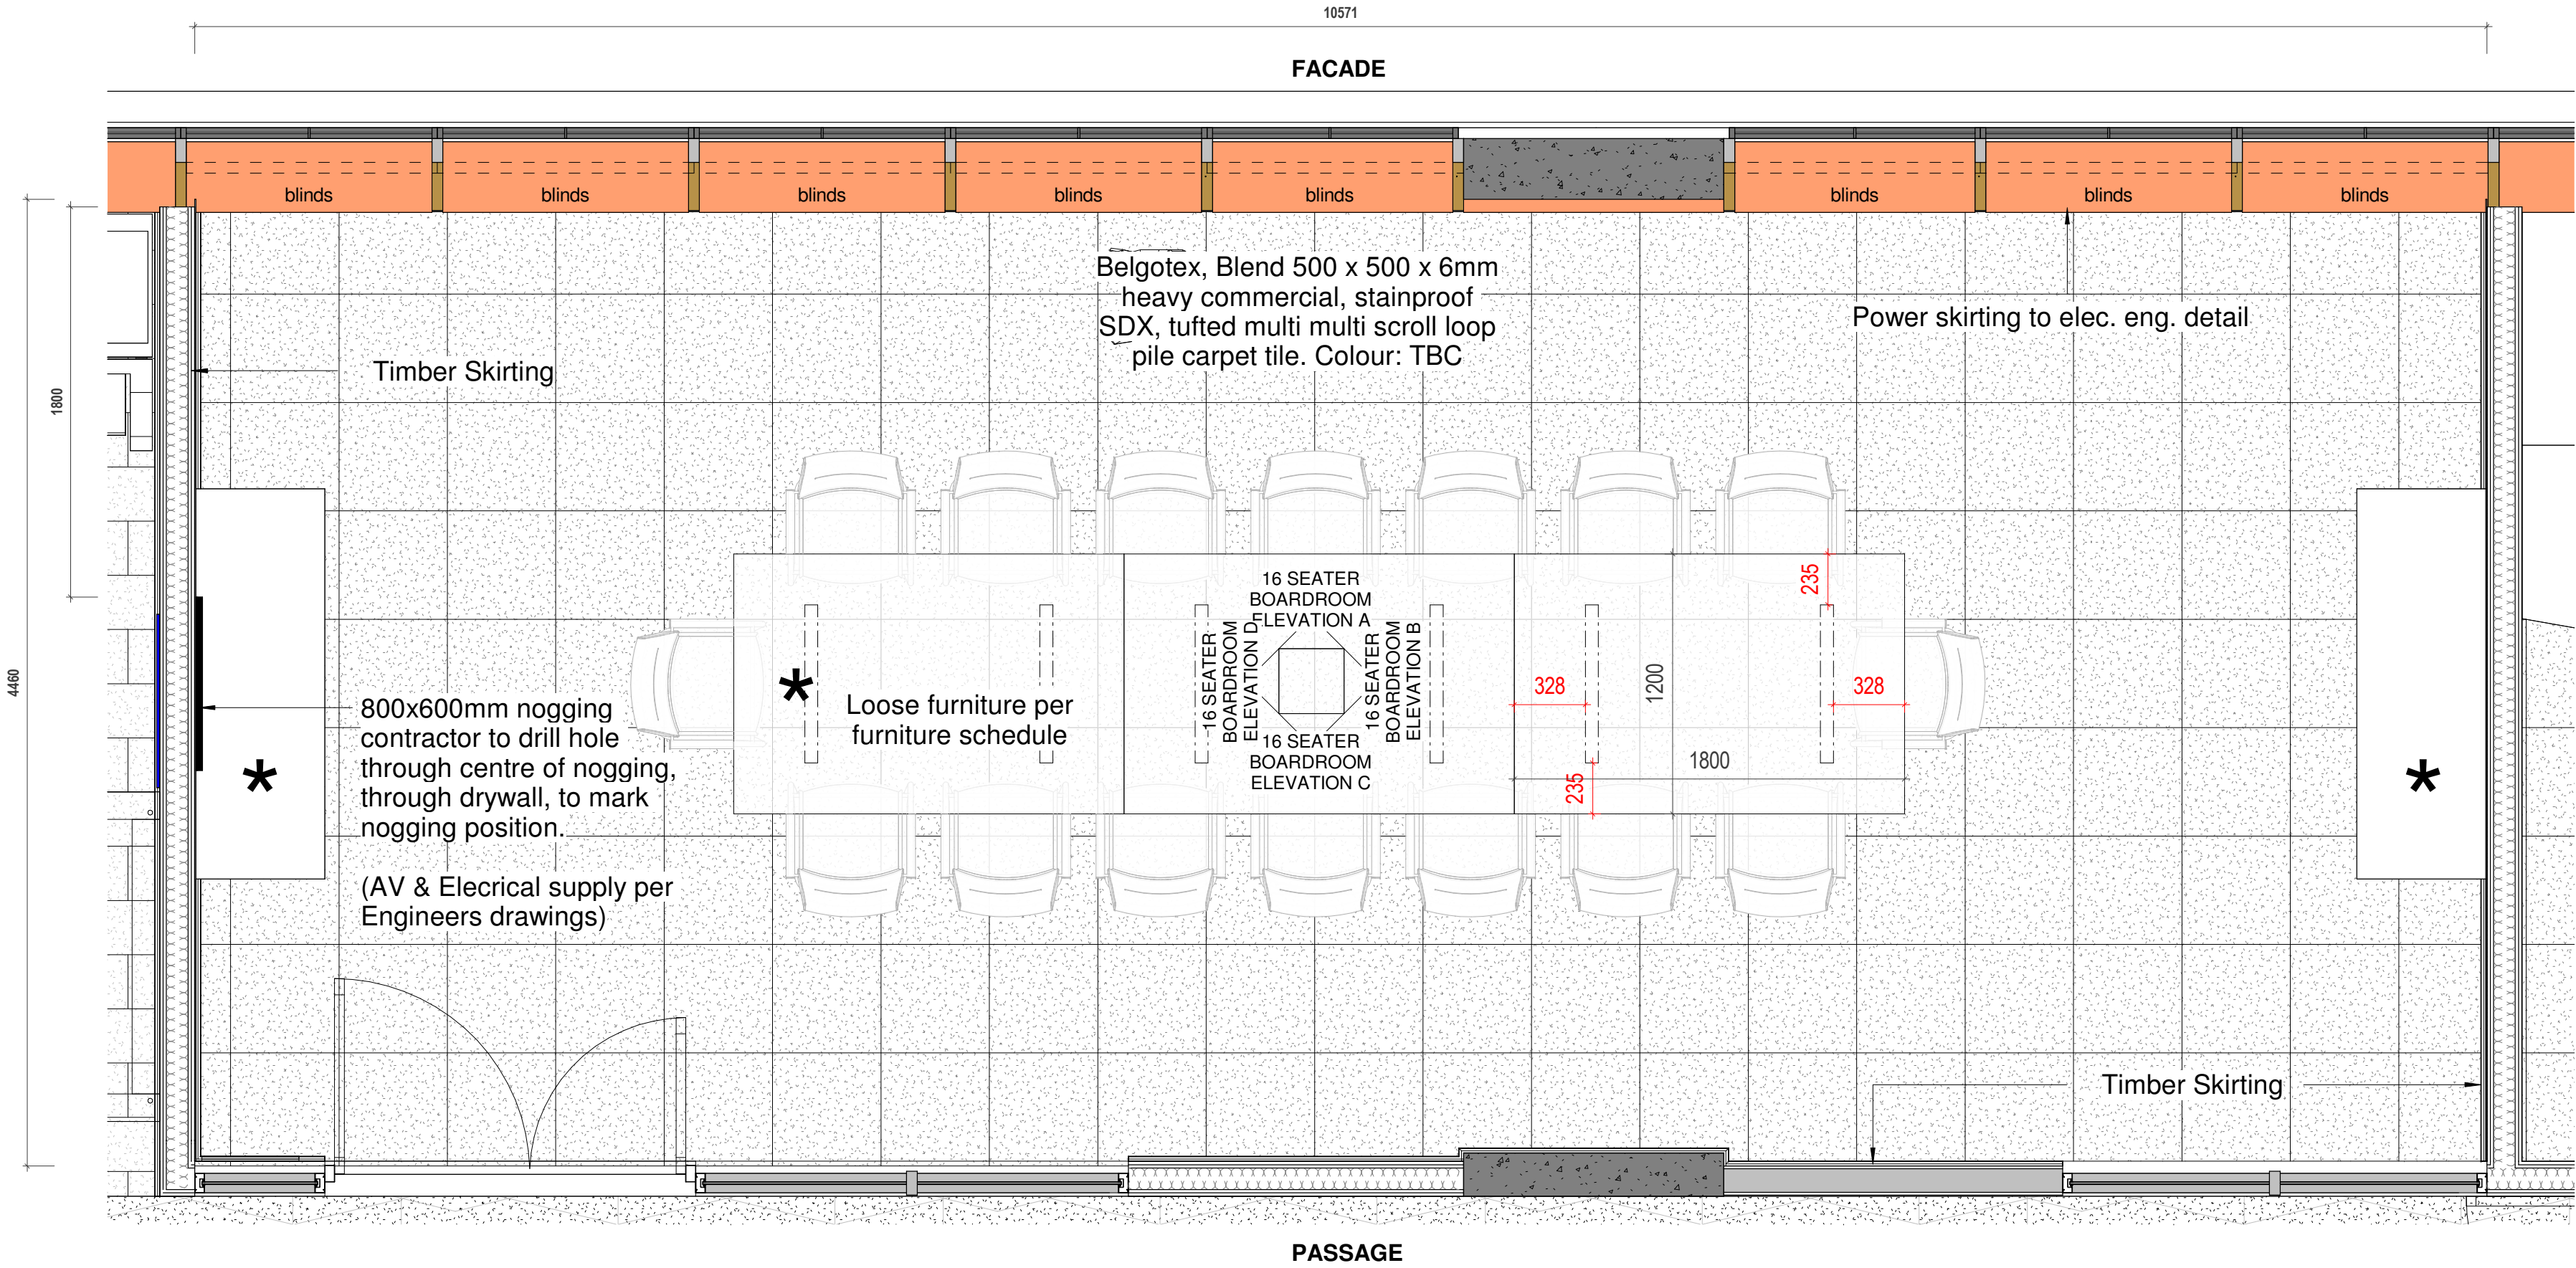 10571
FACADE
blinds
blinds
blinds
blinds
blinds
blinds
blinds
blinds
Belgotex, Blend 500 x 500 x 6mm
heavy commercial, stainproof
SDX, tufted multi multi scroll loop
pile carpet tile. Colour: TBC
Power skirting to elec. eng. detail
Timber Skirting
1800
4460
16 SEATER
BOARDROOM
ELEVATION A
16 SEATER
BOARDROOM
ELEVATION D
16 SEATER
BOARDROOM
ELEVATION B
16 SEATER
BOARDROOM
ELEVATION C
235
328
1200
328
1800
235
*
Loose furniture per
furniture schedule
800x600mm nogging
contractor to drill hole
through centre of nogging,
through drywall, to mark
nogging position.
(AV & Elecrical supply per
Engineers drawings)
*
*
Timber Skirting
PASSAGE